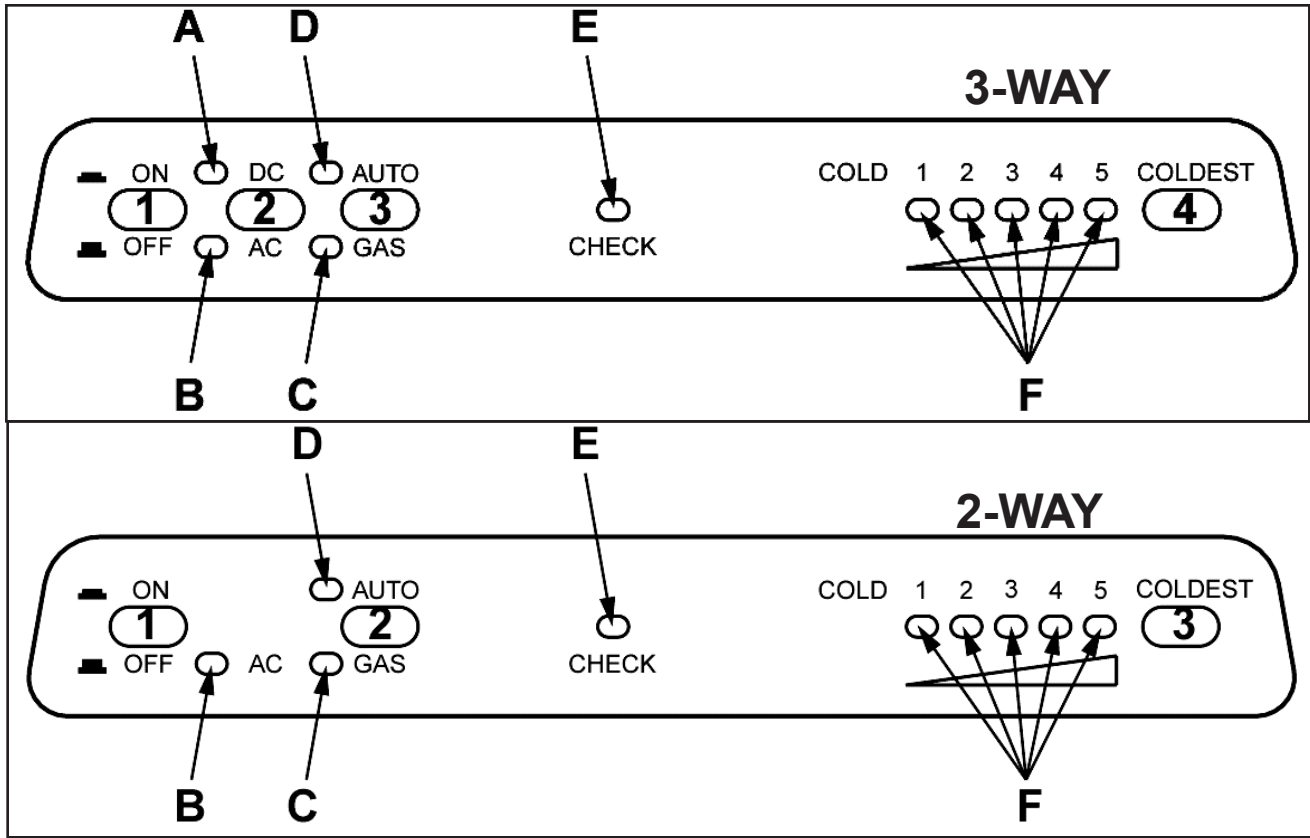 A D E
3-WAY
ON DC AUTO COLD 1 2 3 4 5 COLDEST
1 2 3 4
OFF AC GAS CHECK
B C F
D E
2-WAY
ON AUTO COLD 1 2 3 4 5 COLDEST
1 2 3
OFF AC GAS CHECK
B C F